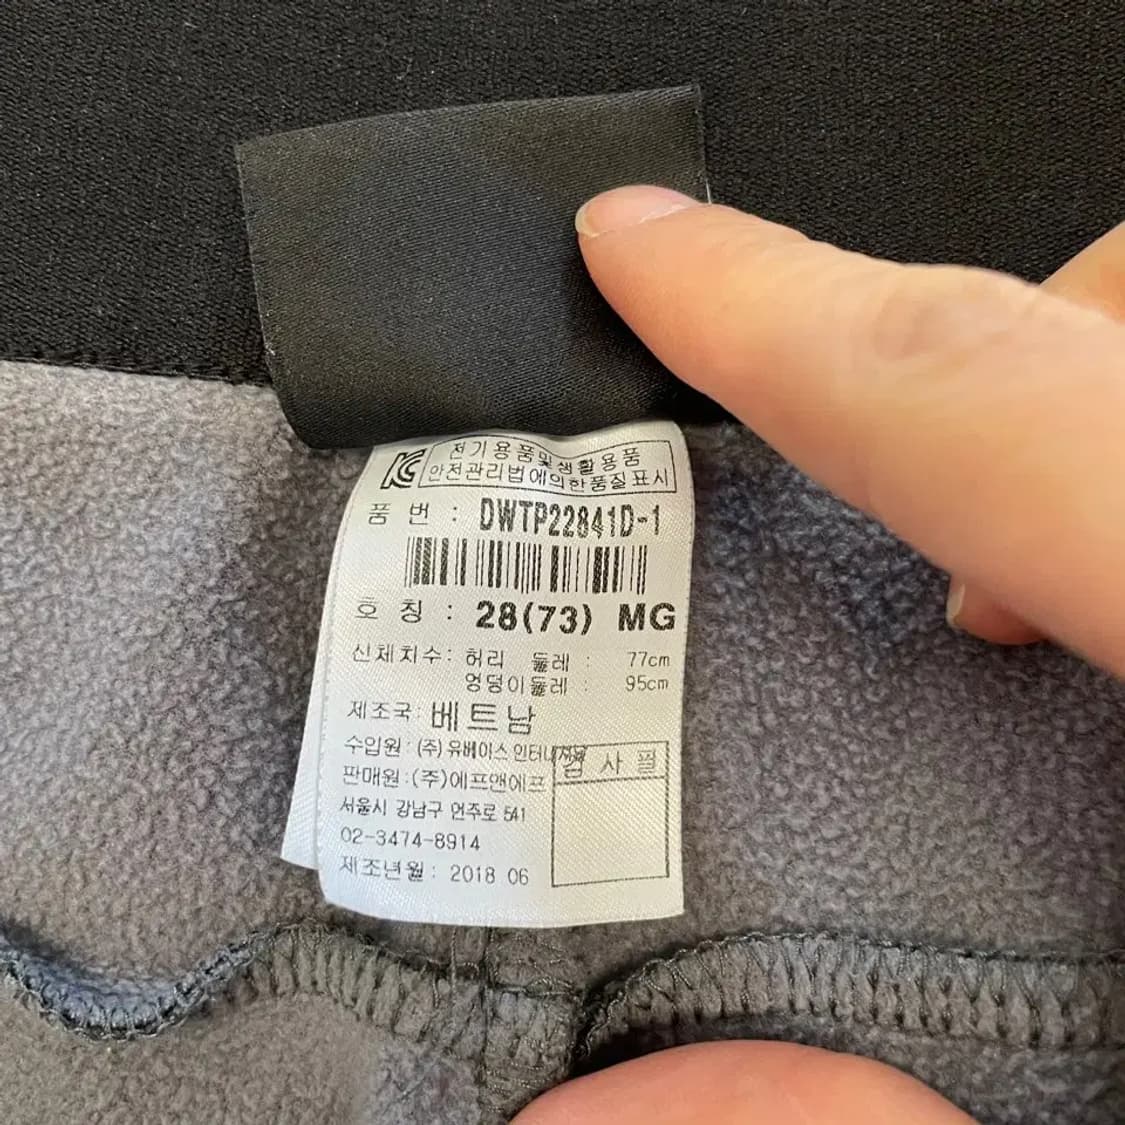 전기용품및생활용품
안전관리법에의한품질표시
품 번 : DWTP22841D-1
호 칭 : 28(73) MG
신체치수: 허리 둘레 : 77cm
엉덩이둘레 : 95cm
제조국: 베트남
수입원 : (주) 유베이스 인터내셔날
검 사 필
판매원 :(주)에프앤에프
서울시 강남구 언주로 541
02-3474-8914
제조년월 : 2018 06